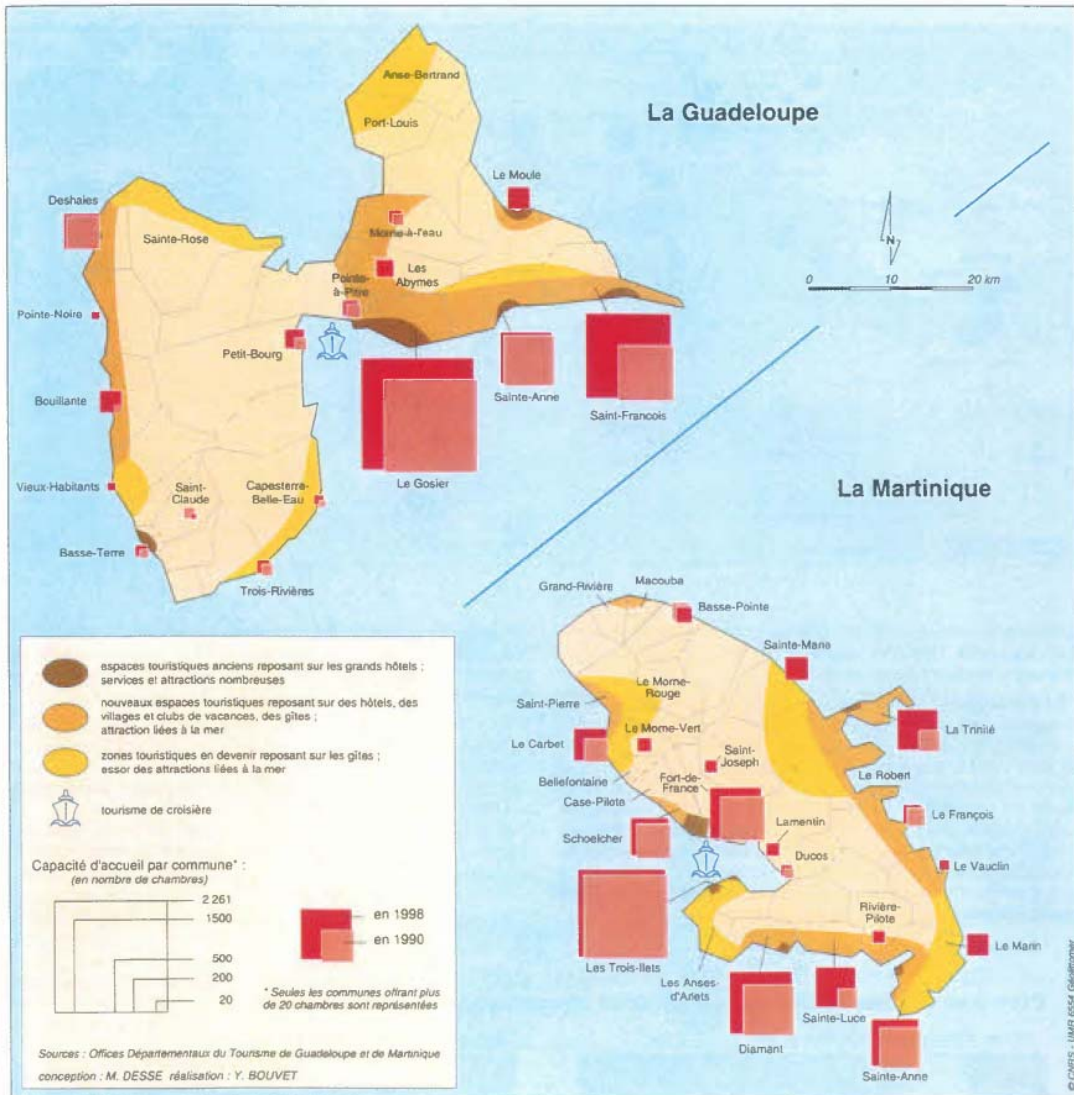 La Guadeloupe
Anse-Bertrand
Port-Louis
Le Moule
Deshaies
Sainte-Rose
Morne-à-l'eau
Les
Abymes
Pointe-
à-Pitre
N
0 10 20 km
Pointe-Noire
Petit-Bourg
Sainte-Anne
Saint-Francois
Bouillante
Le Gosier
Vieux-Habitants
Saint-
Claude
Capesterre-
Belle-Eau
Basse-Terre
Trois-Rivières
La Martinique
Grand-Rivière
Macouba
Basse-Pointe
Sainte-Marie
Le Morne-
Rouge
Saint-Pierre
La Trinité
Le Carbet
Le Morne-Vert
Saint-
Joseph
Bellefontaine
Fort-de-
France
Le Robert
Case-Pilote
Le François
Schoelcher
Lamentin
Ducos
Le Vauclin
Rivière-
Pilote
Le Marin
Les Trois-Ilets
Les Anses-
d'Arlets
Sainte-Luce
Diamant
Sainte-Anne
espaces touristiques anciens reposant sur les grands hôtels ;
services et attractions nombreuses
nouveaux espaces touristiques reposant sur des hôtels, des
villages et clubs de vacances, des gîtes ;
attraction liées à la mer
zones touristiques en devenir reposant sur les gîtes ;
essor des attractions liées à la mer
tourisme de croisière
Capacité d'accueil par commune* :
(en nombre de chambres)
2 261
1500
500
200
20
en 1998
en 1990
* Seules les communes offrant plus
de 20 chambres sont représentées
Sources : Offices Départementaux du Tourisme de Guadeloupe et de Martinique
conception : M. DESSE réalisation : Y. BOUVET
© CNRS - UMR 6554 Géolittomer